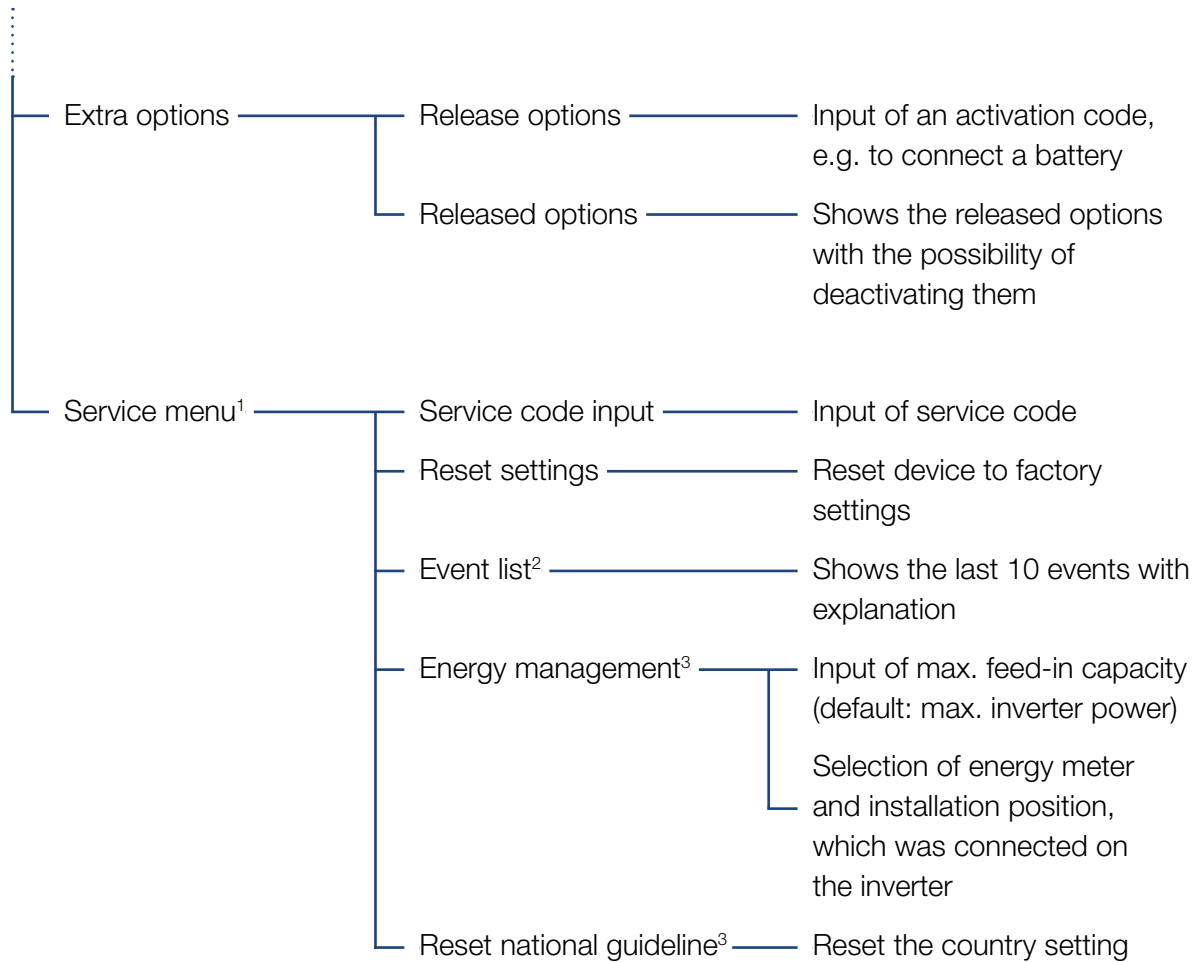 Extra options
Release options
Input of an activation code,
e.g. to connect a battery
Released options
Shows the released options
with the possibility of
deactivating them
Service menu¹
Service code input
Input of service code
Reset settings
Reset device to factory
settings
Event list²
Shows the last 10 events with
explanation
Energy management³
Input of max. feed-in capacity
(default: max. inverter power)
Selection of energy meter
and installation position,
which was connected on
the inverter
Reset national guideline³
Reset the country setting